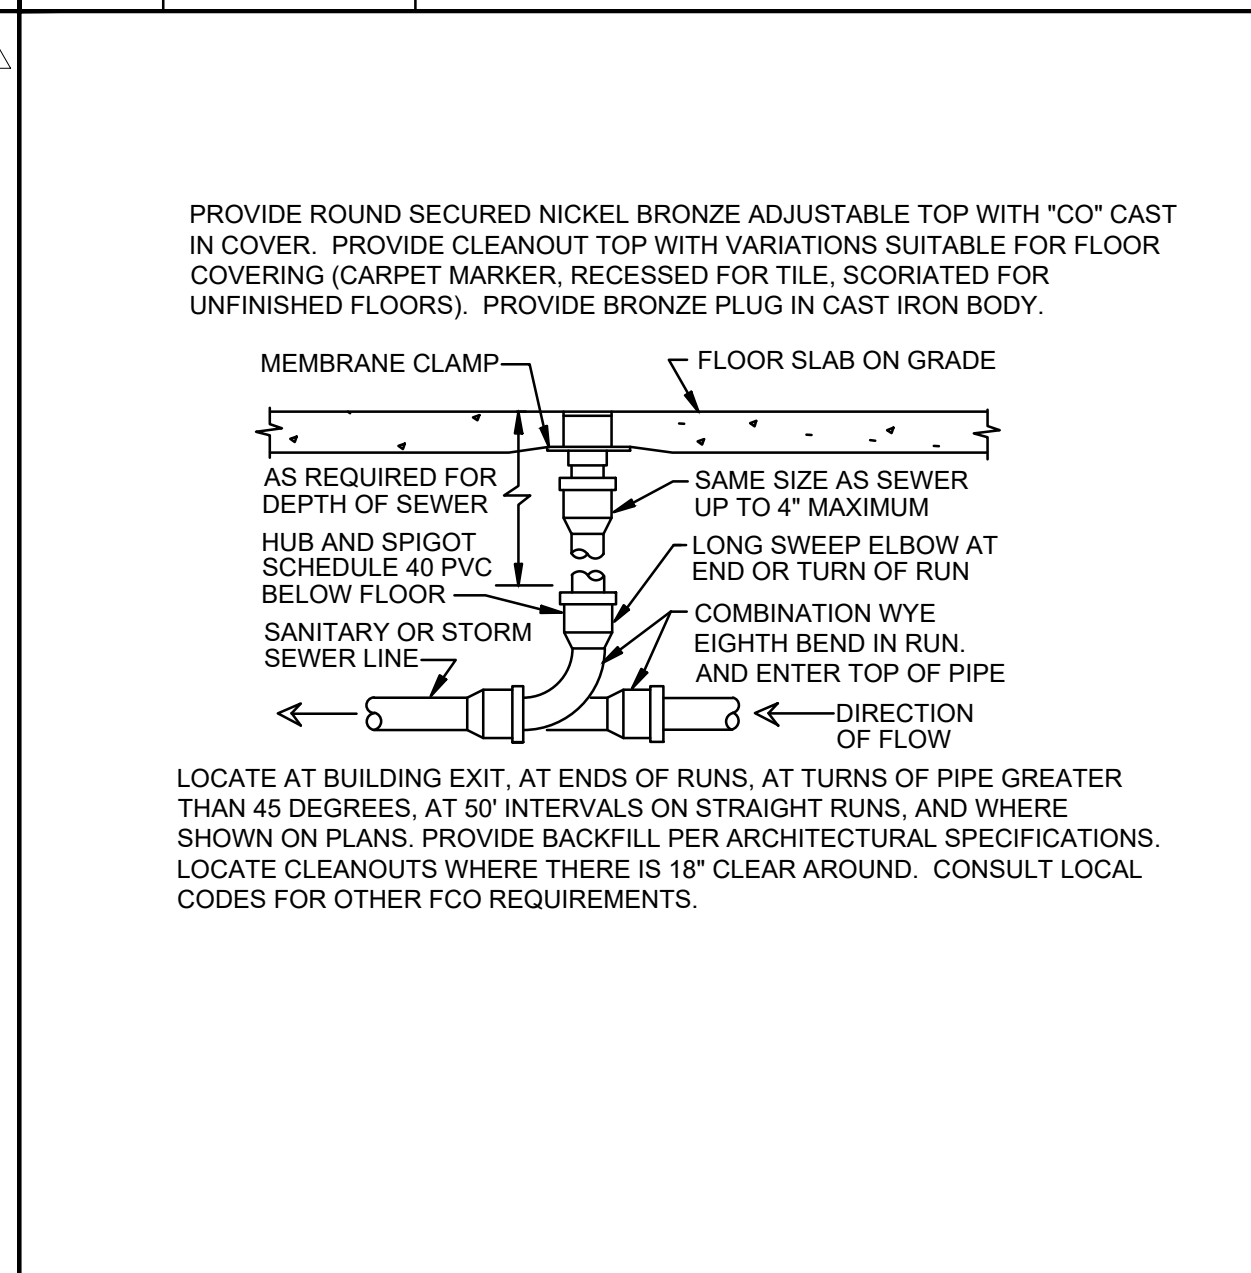 PROVIDE ROUND SECURED NICKEL BRONZE ADJUSTABLE TOP WITH "CO" CAST
IN COVER.  PROVIDE CLEANOUT TOP WITH VARIATIONS SUITABLE FOR FLOOR
COVERING (CARPET MARKER, RECESSED FOR TILE, SCORIATED FOR
UNFINISHED FLOORS).  PROVIDE BRONZE PLUG IN CAST IRON BODY.
MEMBRANE CLAMP
FLOOR SLAB ON GRADE
AS REQUIRED FOR
DEPTH OF SEWER
SAME SIZE AS SEWER
UP TO 4" MAXIMUM
HUB AND SPIGOT
SCHEDULE 40 PVC
BELOW FLOOR
LONG SWEEP ELBOW AT
END OR TURN OF RUN
SANITARY OR STORM
SEWER LINE
COMBINATION WYE
EIGHTH BEND IN RUN.
AND ENTER TOP OF PIPE
DIRECTION
OF FLOW
LOCATE AT BUILDING EXIT, AT ENDS OF RUNS, AT TURNS OF PIPE GREATER
THAN 45 DEGREES, AT 50' INTERVALS ON STRAIGHT RUNS, AND WHERE
SHOWN ON PLANS. PROVIDE BACKFILL PER ARCHITECTURAL SPECIFICATIONS.
LOCATE CLEANOUTS WHERE THERE IS 18" CLEAR AROUND.  CONSULT LOCAL
CODES FOR OTHER FCO REQUIREMENTS.